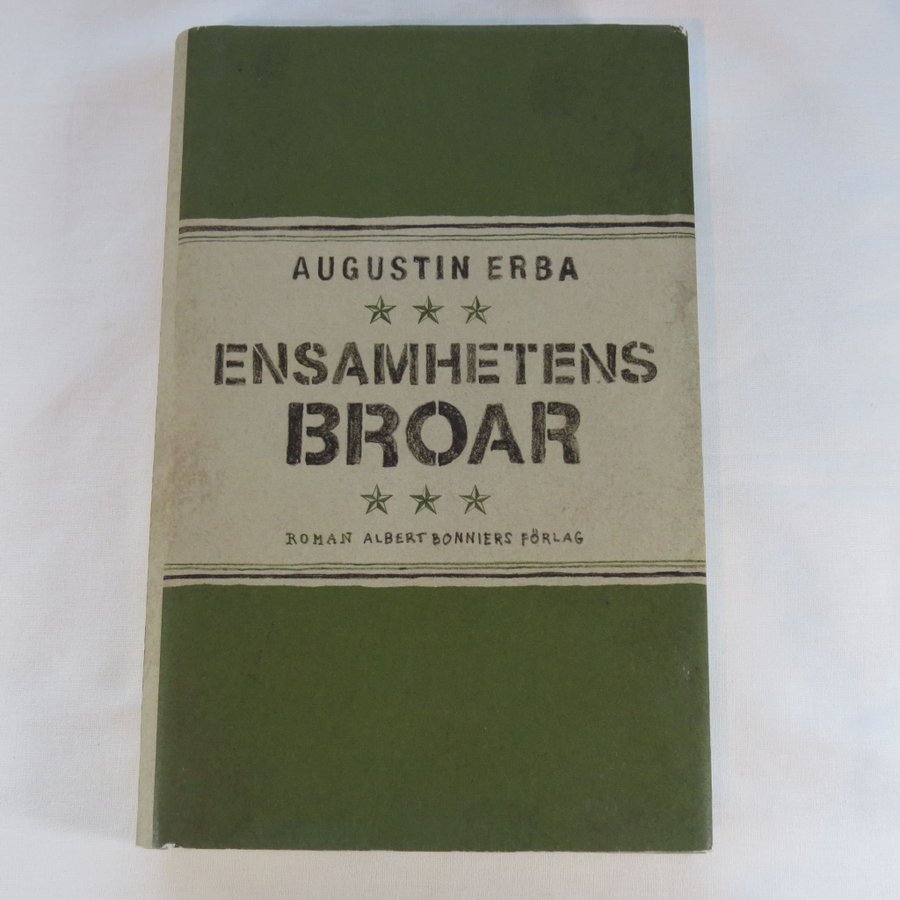 AUGUSTIN ERBA
ENSAMHETENS
BROAR
ROMAN ALBERT BONNIERS FÖRLAG